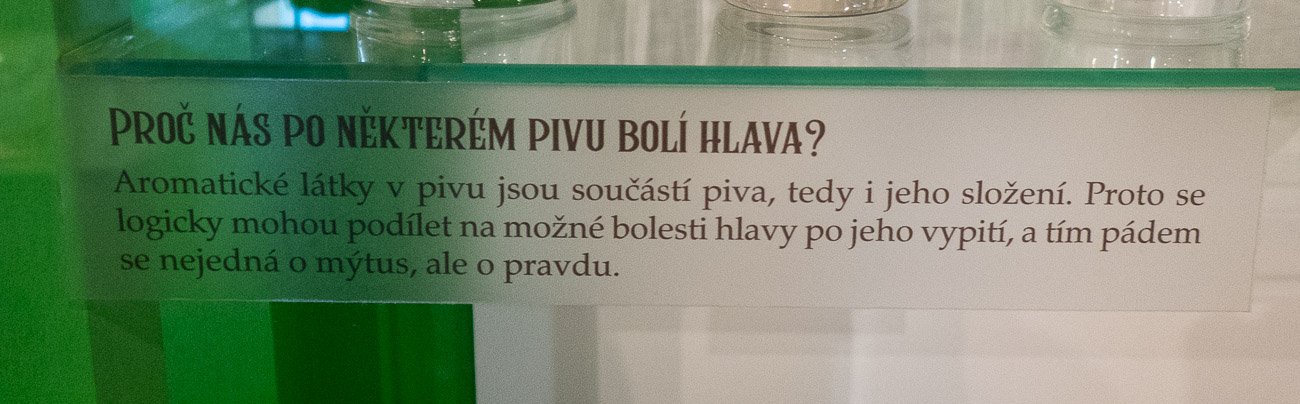 PROČ NÁS PO NĚKTERÉM PIVU BOLÍ HLAVA?
Aromatické látky v pivu jsou součástí piva, tedy i jeho složení. Proto se
logicky mohou podílet na možné bolesti hlavy po jeho vypití, a tím pádem
se nejedná o mýtus, ale o pravdu.